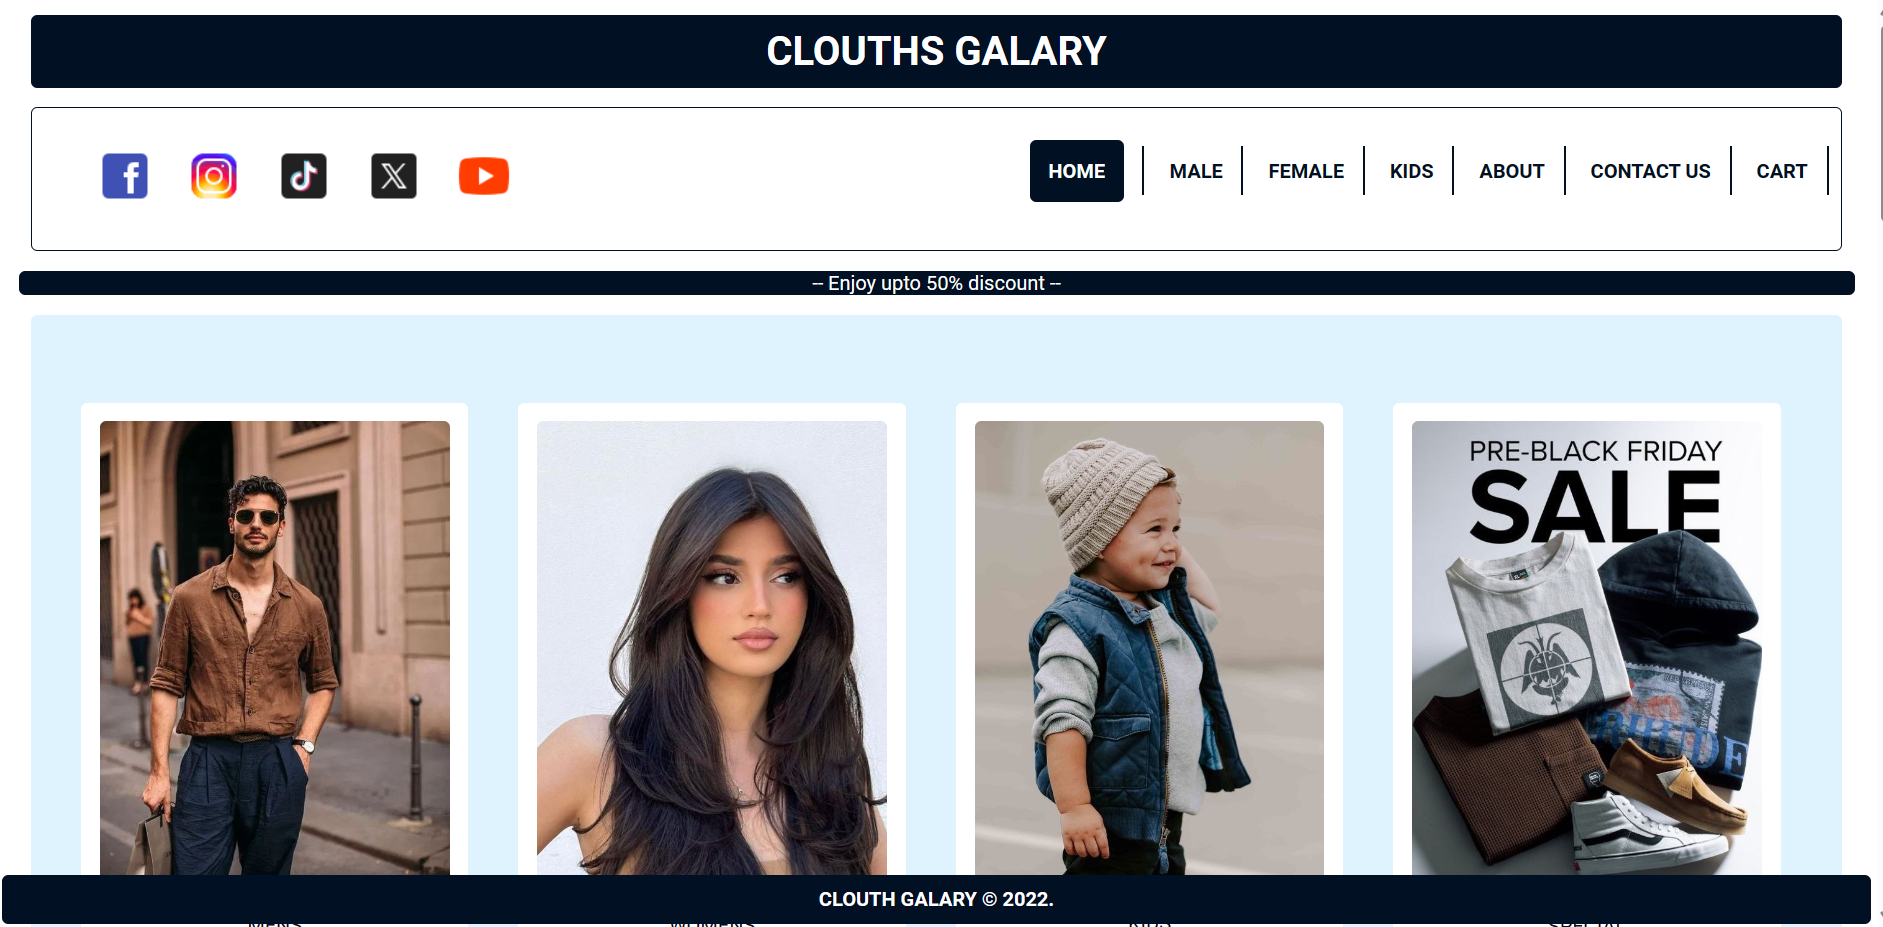 CLOUTHS GALARY
HOME
MALE
FEMALE
KIDS
ABOUT
CONTACT US
CART
-- Enjoy upto 50% discount --
PRE-BLACK FRIDAY
SALE
RHUDE
CLOUTH GALARY © 2022.